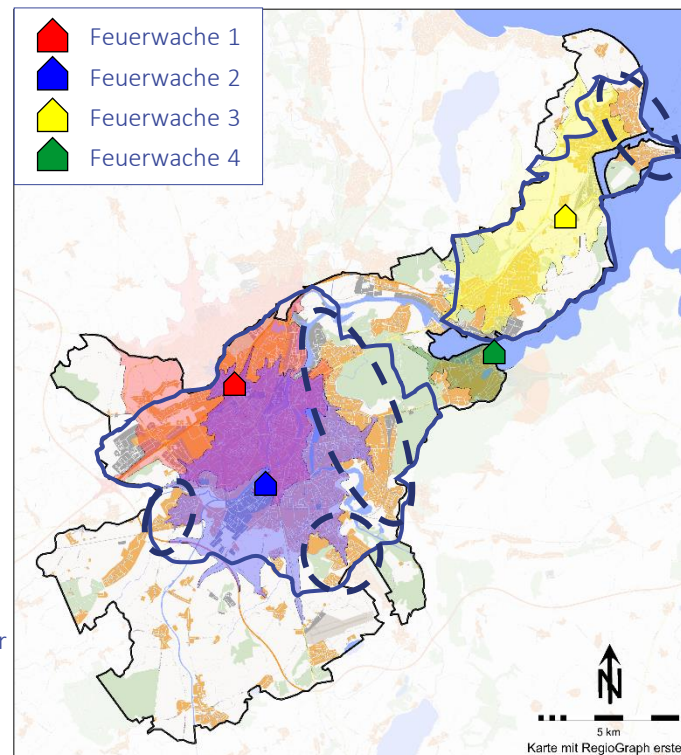 Feuerwache 1
Feuerwache 2
Feuerwache 3
Feuerwache 4
r
N
5 km
Karte mit RegioGraph erste